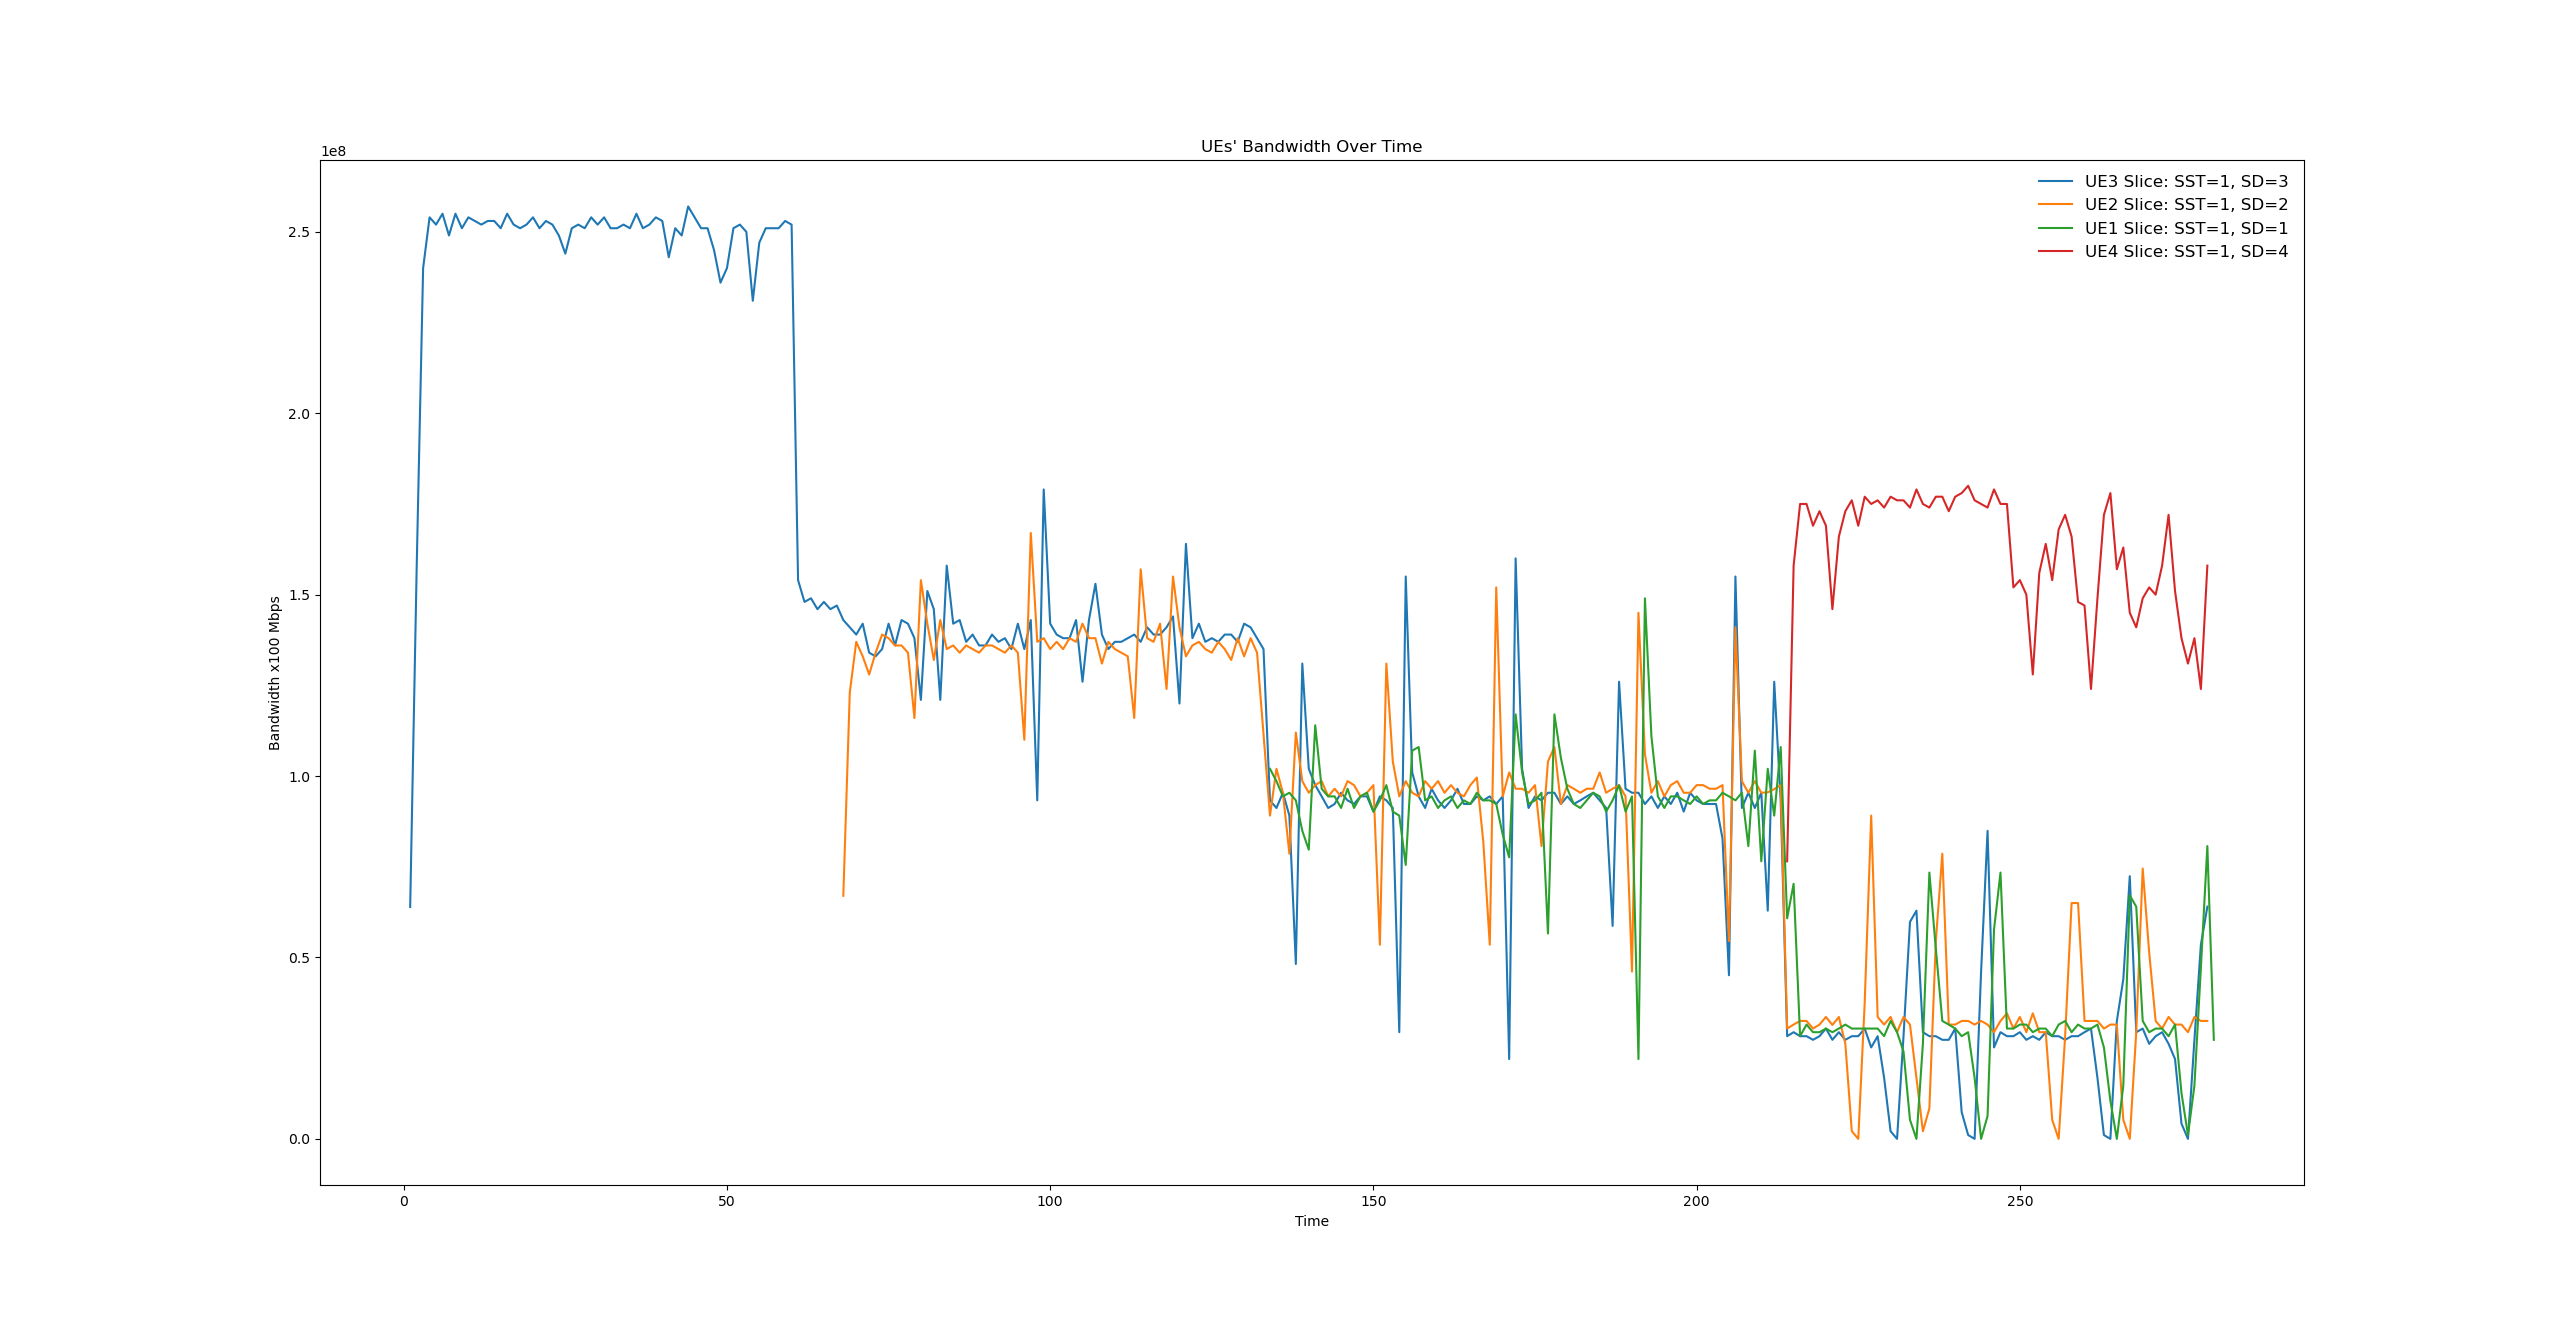 UEs' Bandwidth Over Time
1e8
UE3 Slice: SST=1, SD=3
UE2 Slice: SST=1, SD=2
UE1 Slice: SST=1, SD=1
UE4 Slice: SST=1, SD=4
Bandwidth x100 Mbps
2.5
2.0
1.5
1.0
0.5
0.0
0 50 100 150 200 250
Time